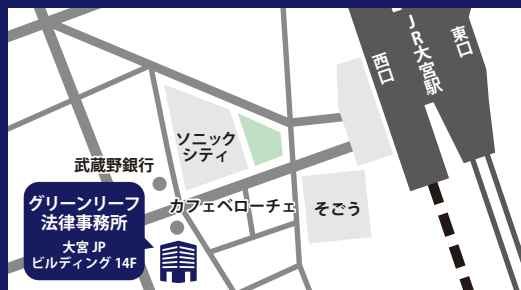 JR大宮駅
東口
西口
ソニック
シティ
武蔵野銀行
グリーンリーフ
法律事務所
大宮 JP
ビルディング 14F
カフェベローチェ
そごう